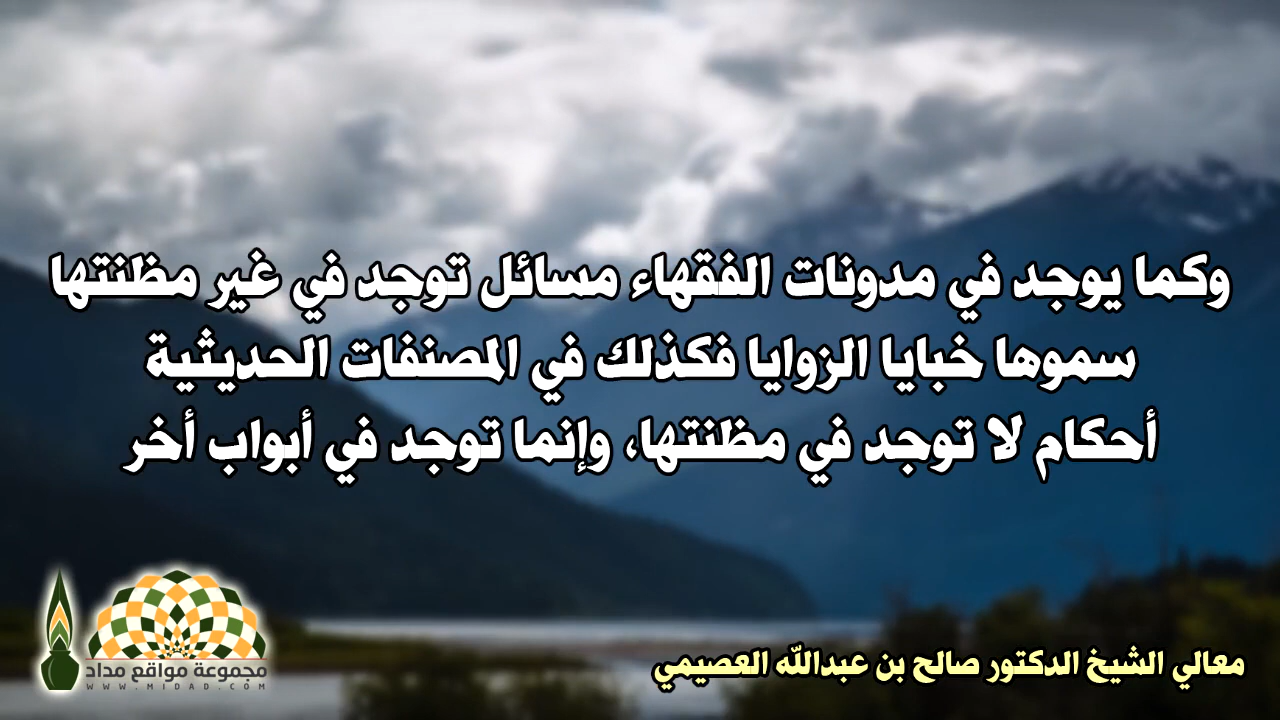 وكما يوجد في مدونات الفقهاء مسائل توجد في غير مظنتها
سموها خبايا الزوايا فكذلك في المصنفات الحديثية
أحكام لا توجد في مظنتها، وإنما توجد في أبواب أخر
معالي الشيخ الدكتور صالح بن عبدالله العصيمي
مجموعة مواقع مداد
WWW.MIDAD.COM